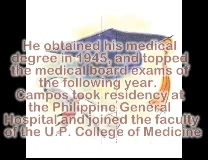 He obtained his medical
degree in 1945, and topped
the medical board exams of
the following year.
Campos took residency at
the Philippine General
Hospital and joined the faculty
of the U.P. College of Medicine